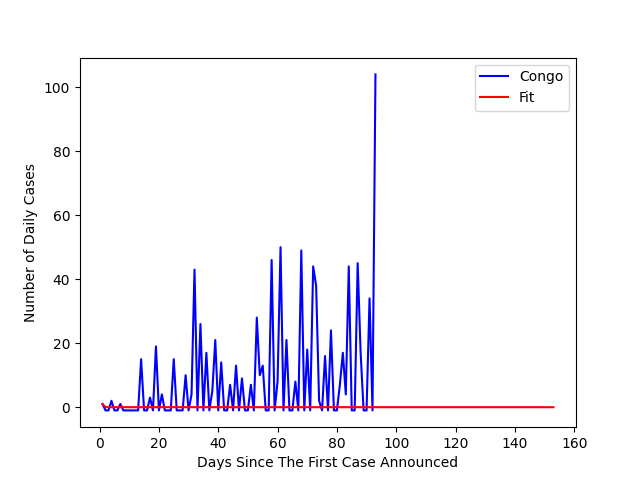 Congo
Fit
100
80
60
40
20
0
Number of Daily Cases
0 20 40 60 80 100 120 140 160
Days Since The First Case Announced